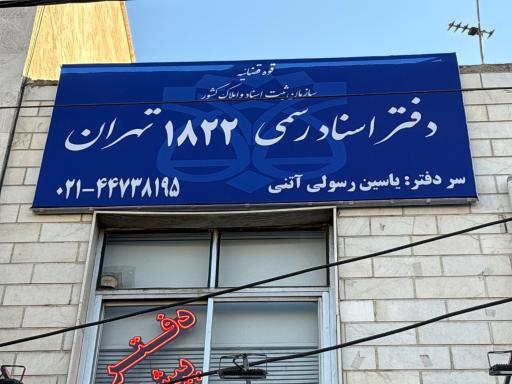 قوه قضائیه
سازمان ثبت اسناد و املاک کشور
دفتر اسناد رسمی ۱۸۲۲ تهران
سر دفتر: یاسین رسولی آتنی
۰۲۱-۴۴۷۳۸۱۹۵
دفتر